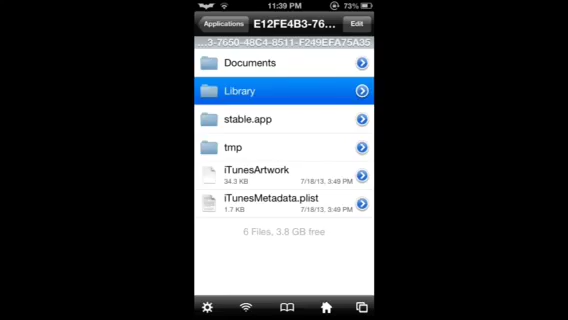 11:39 PM
73%
Applications
E12FE4B3-76...
Edit
...3-7650-48C4-8511-F249EFA75A35
Documents
Library
stable.app
tmp
iTunesArtwork
34.3 KB
7/18/13, 3:49 PM
iTunesMetadata.plist
1.7 KB
7/18/13, 3:49 PM
6 Files, 3.8 GB free